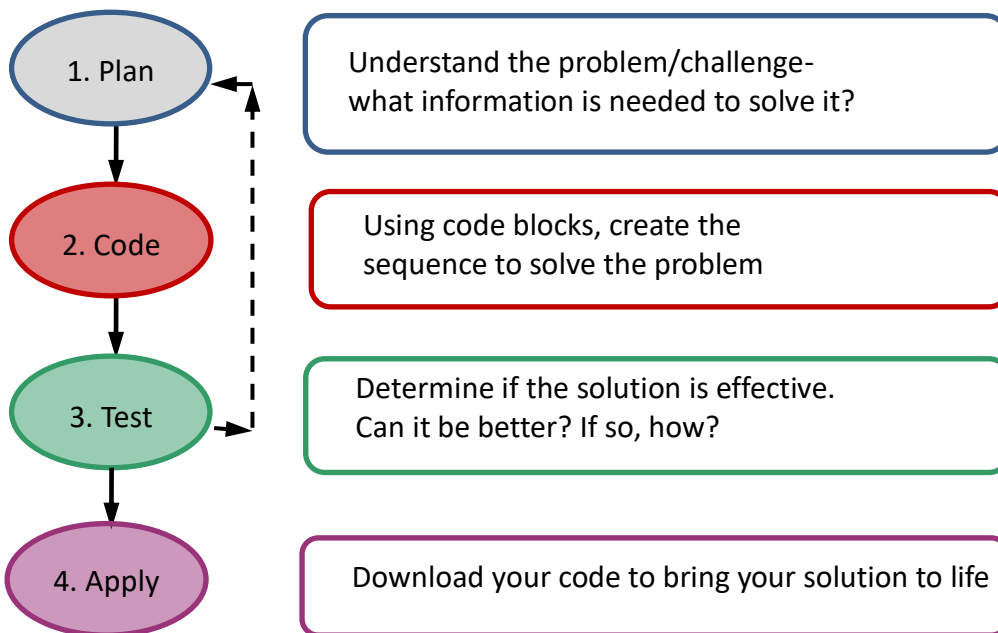 1. Plan
Understand the problem/challenge-
what information is needed to solve it?
2. Code
Using code blocks, create the
sequence to solve the problem
3. Test
Determine if the solution is effective.
Can it be better? If so, how?
4. Apply
Download your code to bring your solution to life